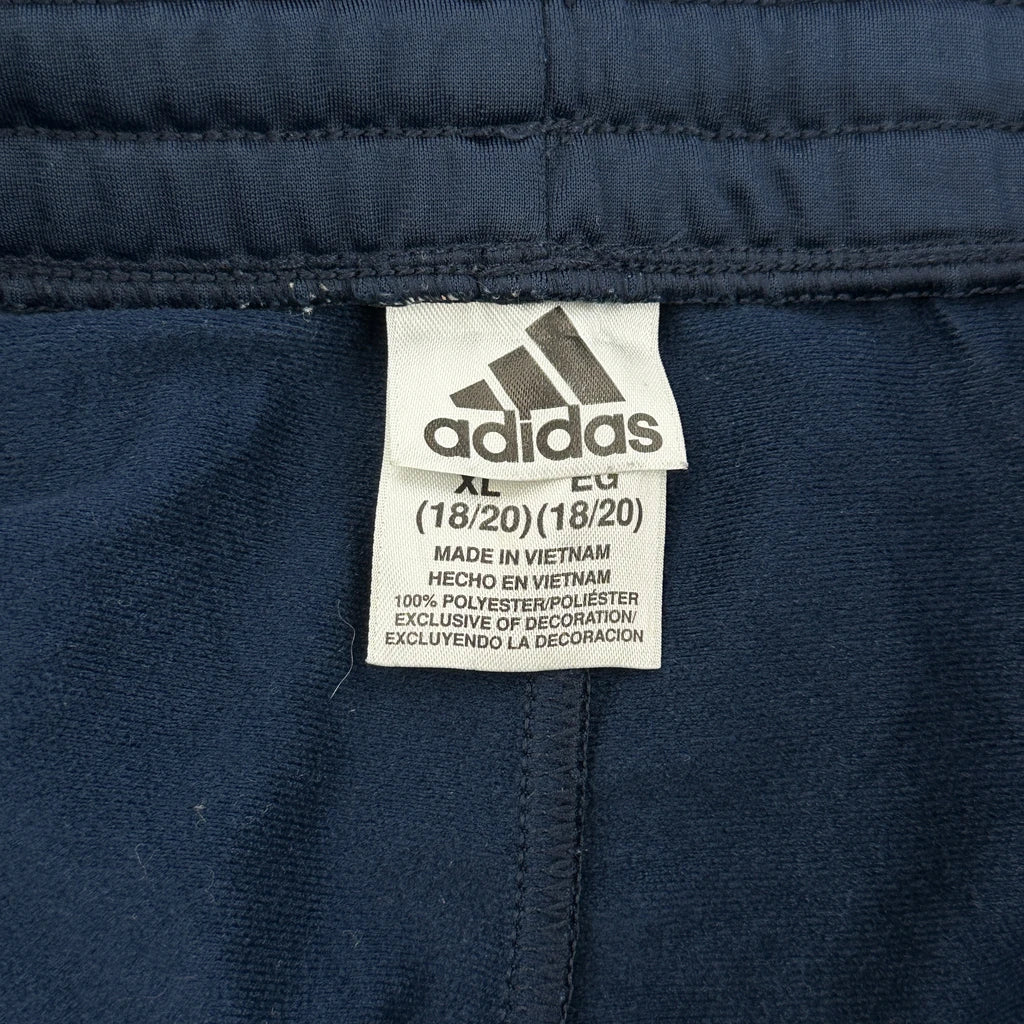 adidas
XL EG
(18/20) (18/20)
MADE IN VIETNAM
HECHO EN VIETNAM
100% POLYESTER/POLIÉSTER
EXCLUSIVE OF DECORATION/
EXCLUYENDO LA DECORACION